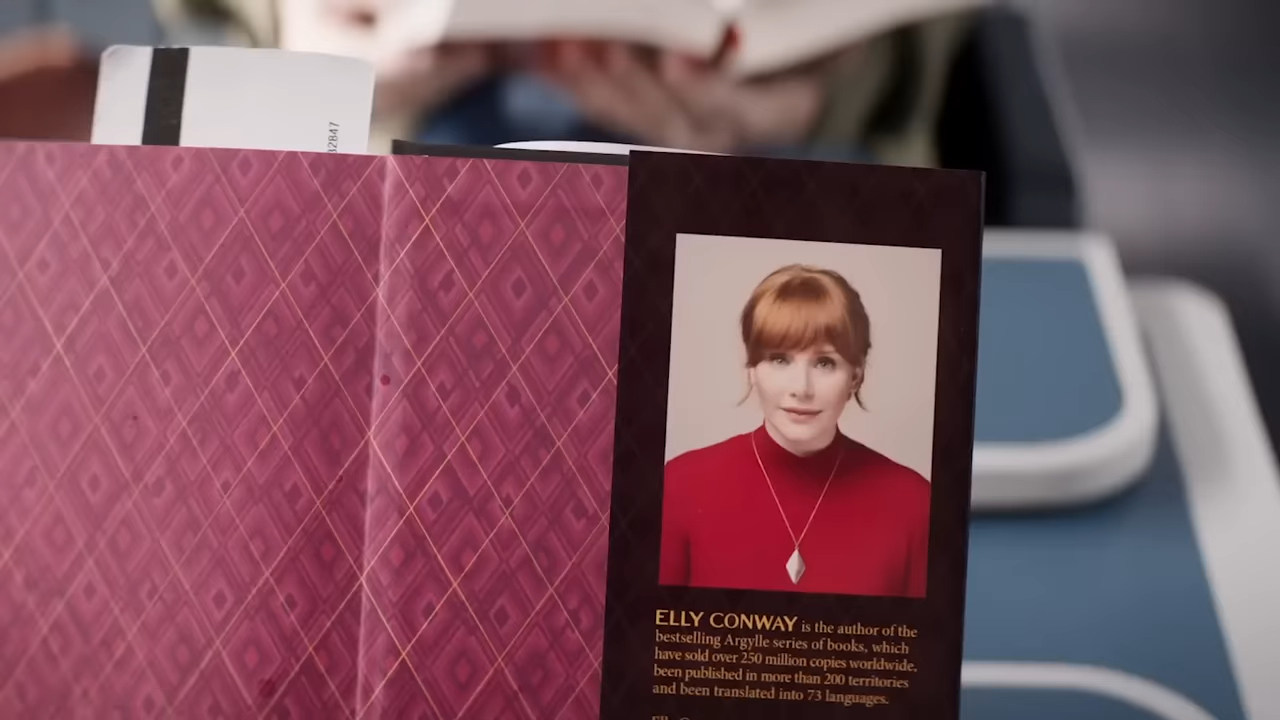 32847
ELLY CONWAY is the author of the
bestselling Argylle series of books, which
have sold over 250 million copies worldwide,
been published in more than 200 territories
and been translated into 73 languages.